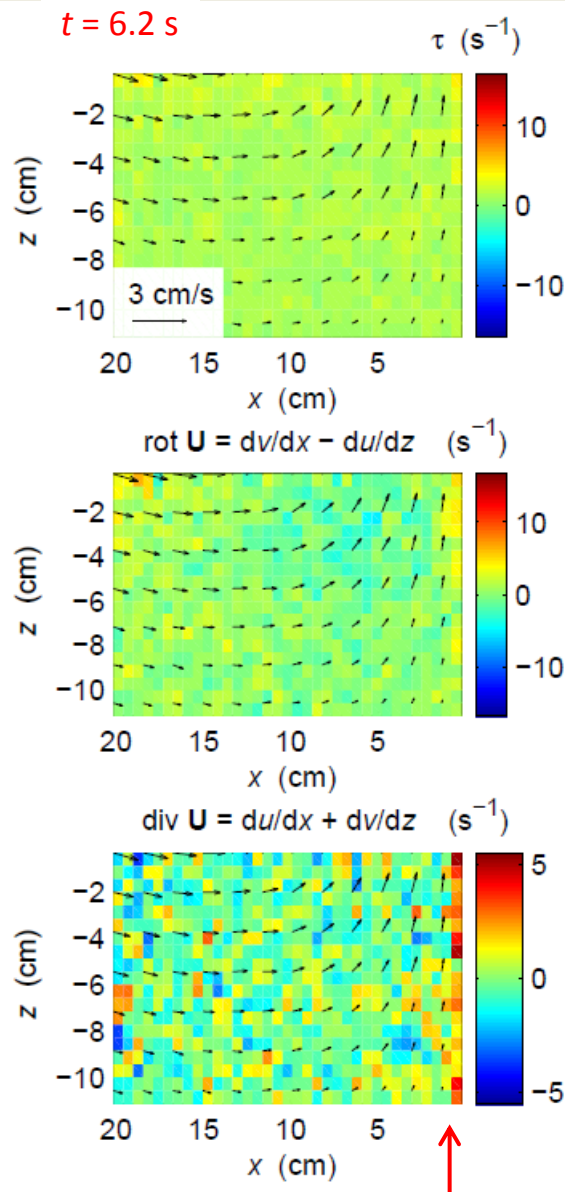 t = 6.2 s
τ (s⁻¹)
−2
−4
−6
−8
−10
z (cm)
10
0
−10
3 cm/s
20 15 10 5
x (cm)
rot U = dv/dx − du/dz (s⁻¹)
−2
−4
−6
−8
−10
z (cm)
10
0
−10
20 15 10 5
x (cm)
div U = du/dx + dv/dz (s⁻¹)
−2
−4
−6
−8
−10
z (cm)
5
0
−5
20 15 10 5
x (cm)